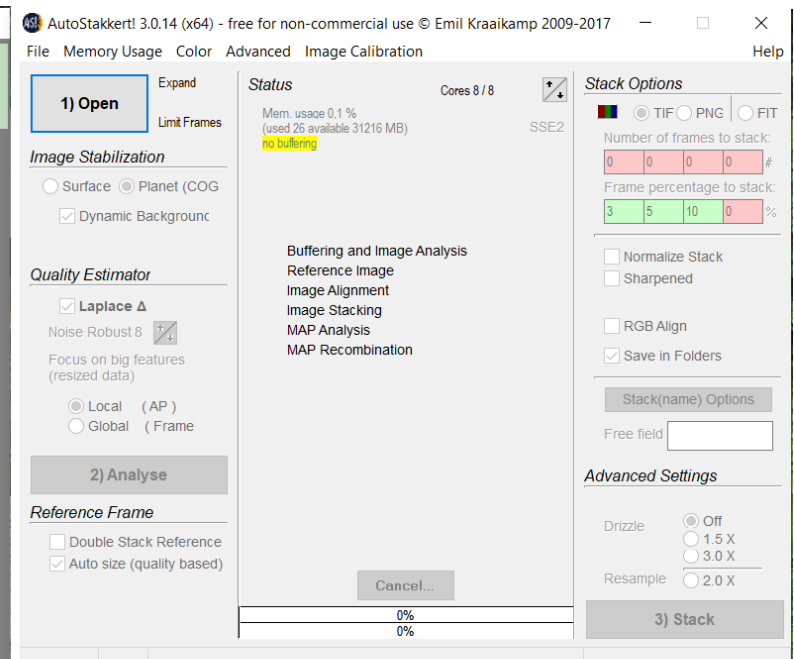 AutoStakkert! 3.0.14 (x64) - free for non-commercial use © Emil Kraaikamp 2009-2017
File Memory Usage Color Advanced Image Calibration Help
1) Open
Expand
Limit Frames
Image Stabilization
Surface Planet (COG
Dynamic Backgrounc
Quality Estimator
Laplace Δ
Noise Robust 8
Focus on big features
(resized data)
Local (AP )
Global (Frame
2) Analyse
Reference Frame
Double Stack Reference
Auto size (quality based)
Status
Cores 8 / 8
Mem. usage 0,1 %
(used 26 available 31216 MB)
no buffering
SSE2
Buffering and Image Analysis
Reference Image
Image Alignment
Image Stacking
MAP Analysis
MAP Recombination
Cancel...
0%
0%
Stack Options
TIF PNG FIT
Number of frames to stack:
0 0 0 0 #
Frame percentage to stack:
3 5 10 0 %
Normalize Stack
Sharpened
RGB Align
Save in Folders
Stack(name) Options
Free field
Advanced Settings
Drizzle
Off
1.5 X
3.0 X
Resample 2.0 X
3) Stack